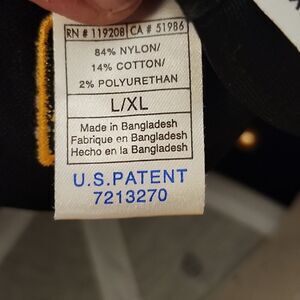 RN # 119208 CA # 51986
84% NYLON/
14% COTTON/
2% POLYURETHAN
L/XL
Made in Bangladesh
Fabrique en Bangladesh
Hecho en la Bangladesh
U.S.PATENT
7213270